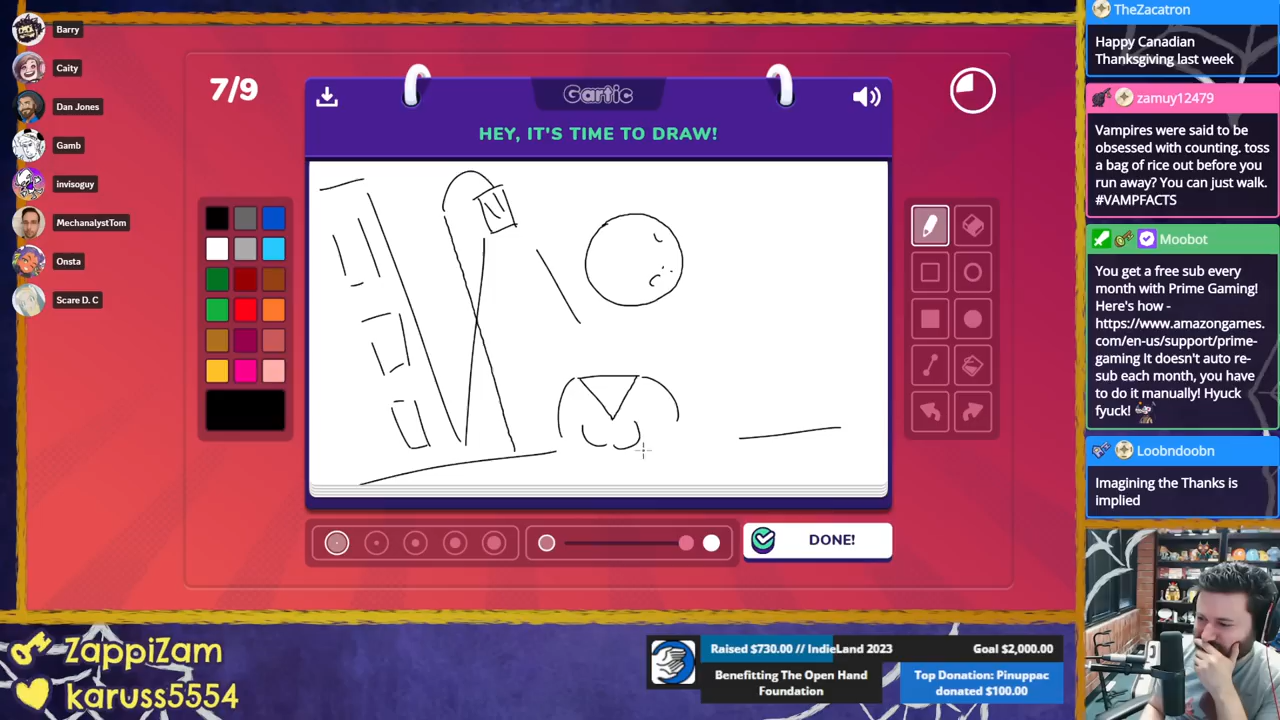 Barry
Caity
Dan Jones
Gamb
invisoguy
MechanalystTom
Onsta
Scare D. C
7/9
Gartic
HEY, IT'S TIME TO DRAW!
DONE!
TheZacatron
Happy Canadian
Thanksgiving last week
zamuy12479
Vampires were said to be
obsessed with counting. toss
a bag of rice out before you
run away? You can just walk.
#VAMPFACTS
Moobot
You get a free sub every
month with Prime Gaming!
Here's how -
https://www.amazongames.
com/en-us/support/prime-
gaming It doesn't auto re-
sub each month, you have
to do it manually! Hyuck
fyuck!
Loobndoobn
Imagining the Thanks is
implied
ZappiZam
karuss5554
Raised $730.00 // IndieLand 2023
Goal $2,000.00
Benefitting The Open Hand
Foundation
Top Donation: Pinuppac
donated $100.00